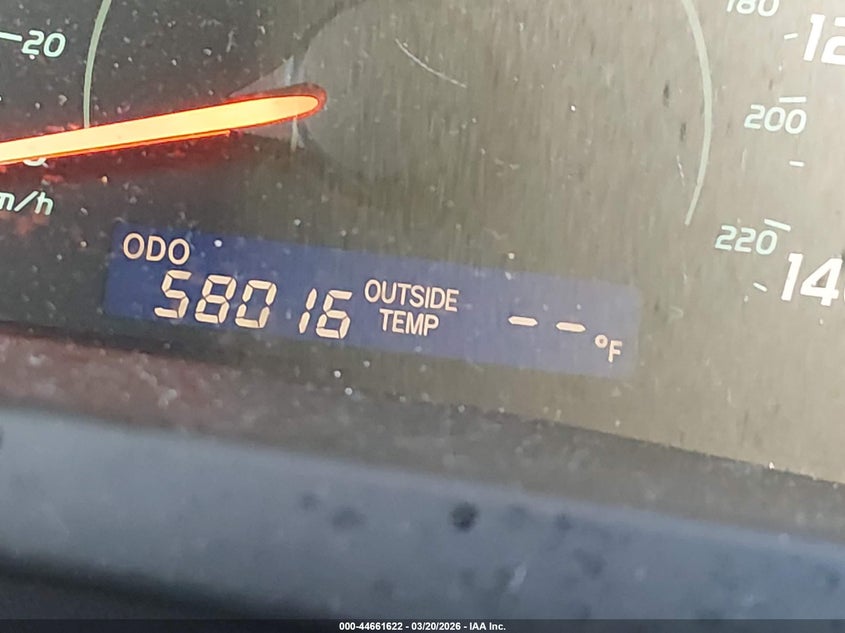 20
180
12
200
m/h
220
14
ODO
58016
OUTSIDE
TEMP
-- °F
000-44661622 - 03/20/2026 - IAA Inc.